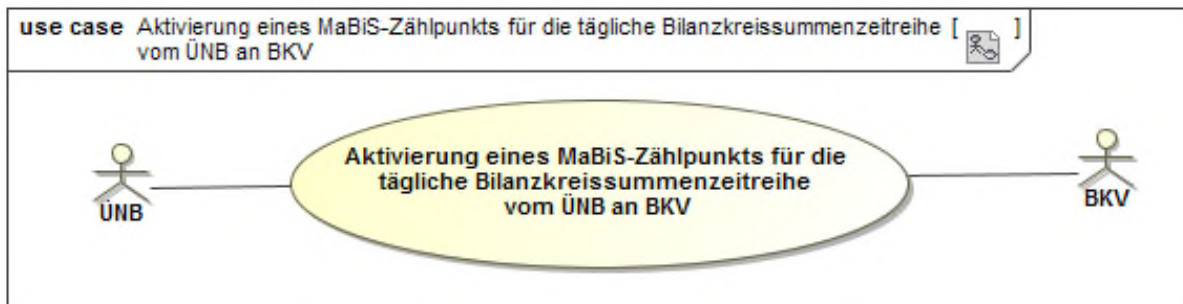 use case Aktivierung eines MaBiS-Zählpunkts für die tägliche Bilanzkreissummenzeitreihe [ ]
vom ÜNB an BKV
Aktivierung eines MaBiS-Zählpunkts für die
tägliche Bilanzkreissummenzeitreihe
vom ÜNB an BKV
ÜNB
BKV